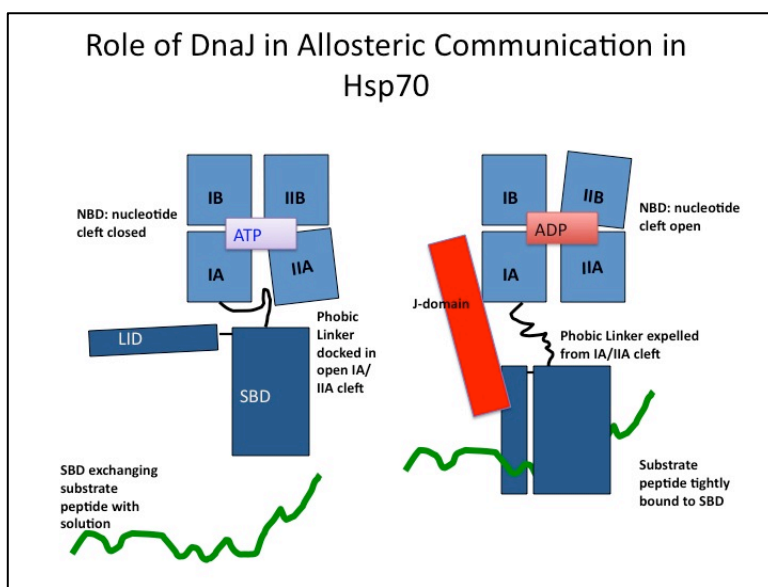 Role of DnaJ in Allosteric Communication in
Hsp70
NBD: nucleotide
cleft closed
IB
IIB
ATP
IA
IIA
LID
SBD
Phobic
Linker
docked in
open IA/
IIA cleft
SBD exchanging
substrate
peptide with
solution
IB
IIB
NBD: nucleotide
cleft open
ADP
IA
IIA
J-domain
Phobic Linker expelled
from IA/IIA cleft
Substrate
peptide tightly
bound to SBD